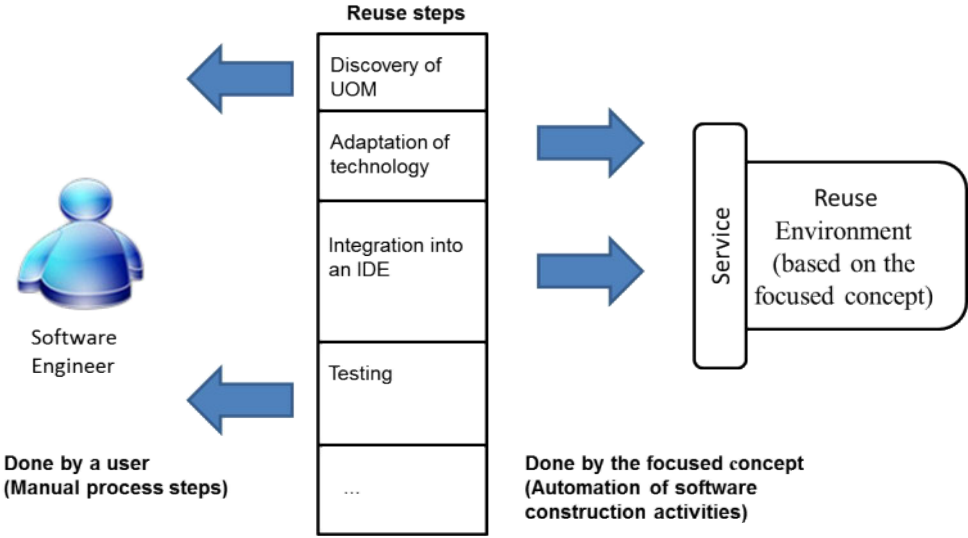 Reuse steps
Discovery of
UOM
Adaptation of
technology
Integration into
an IDE
Testing
...
Software
Engineer
Done by a user
(Manual process steps)
Service
Reuse
Environment
(based on the
focused concept)
Done by the focused concept
(Automation of software
construction activities)